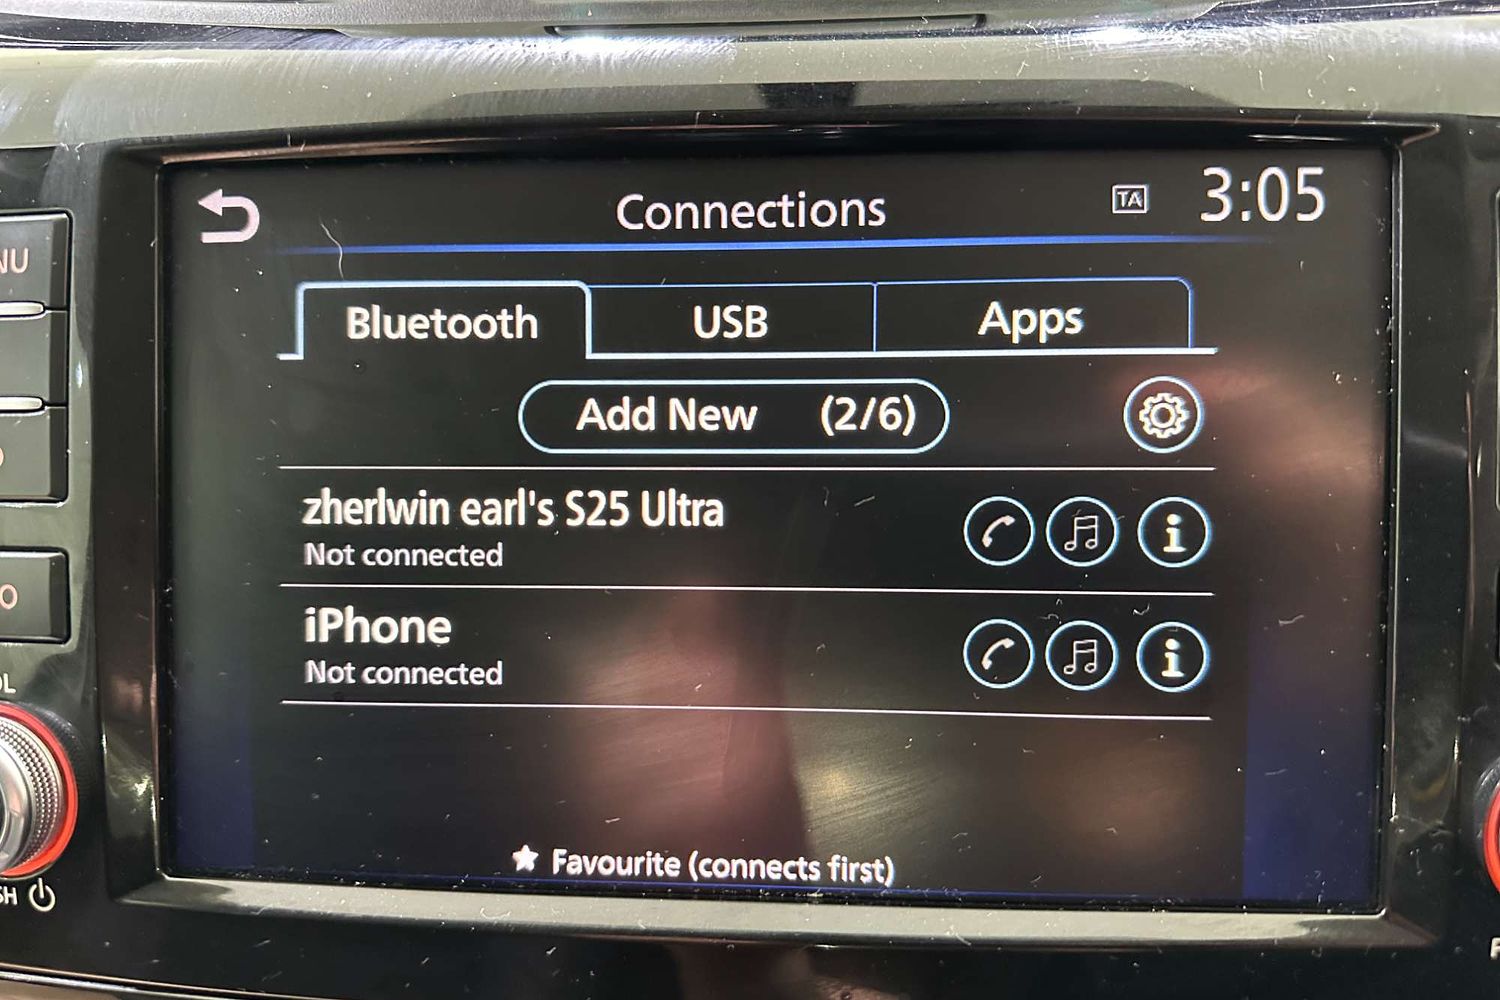 Connections TA 3:05
Bluetooth USB Apps
Add New (2/6)
zherlwin earl's S25 Ultra
Not connected
iPhone
Not connected
★ Favourite (connects first)